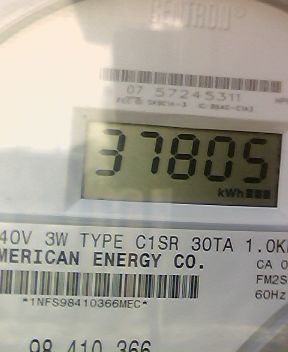 CENTRON®
07 57245311
37805
kWh
40V 3W TYPE C1SR 30TA 1.0K
MERICAN ENERGY CO.
CA 0
FM2S
60Hz
*1NFS98410366MEC*
98 410 366